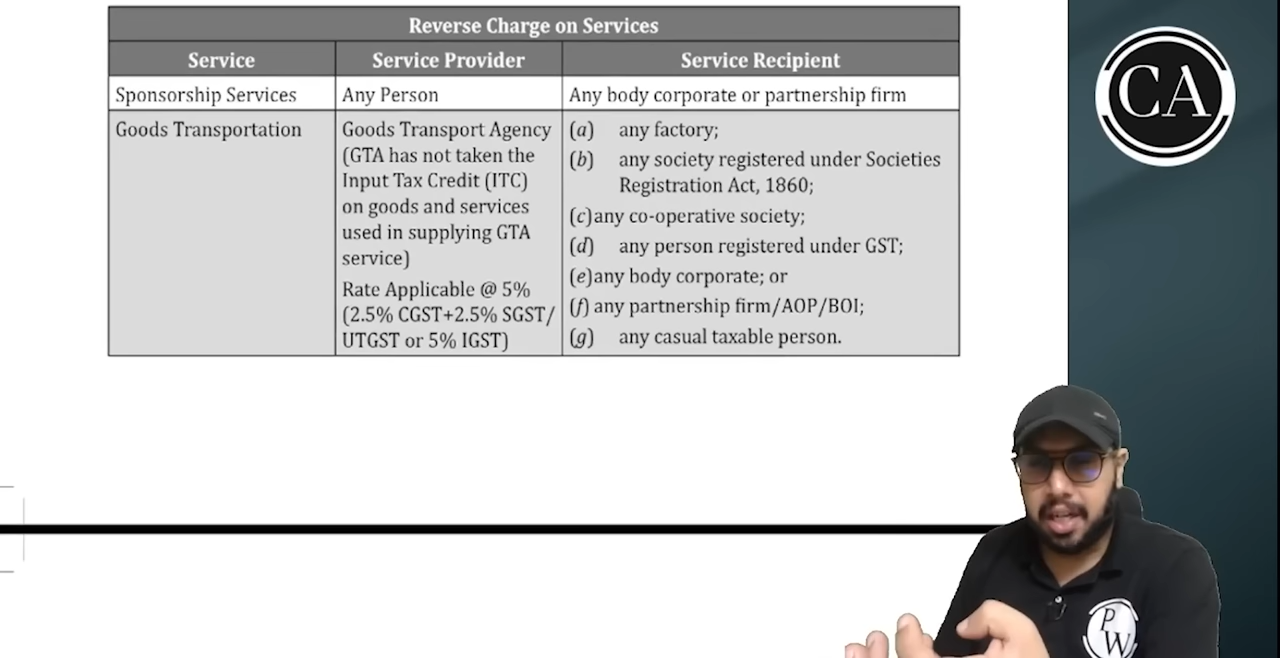 Reverse Charge on Services
Service Service Provider Service Recipient
Sponsorship Services Any Person Any body corporate or partnership firm
Goods Transportation Goods Transport Agency (a) any factory;
(GTA has not taken the (b) any society registered under Societies
Input Tax Credit (ITC) Registration Act, 1860;
on goods and services (c)any co-operative society;
used in supplying GTA (d) any person registered under GST;
service) (e)any body corporate; or
Rate Applicable @ 5% (f) any partnership firm/AOP/BOI;
(2.5% CGST+2.5% SGST/ (g) any casual taxable person.
UTGST or 5% IGST)
CA
P
W